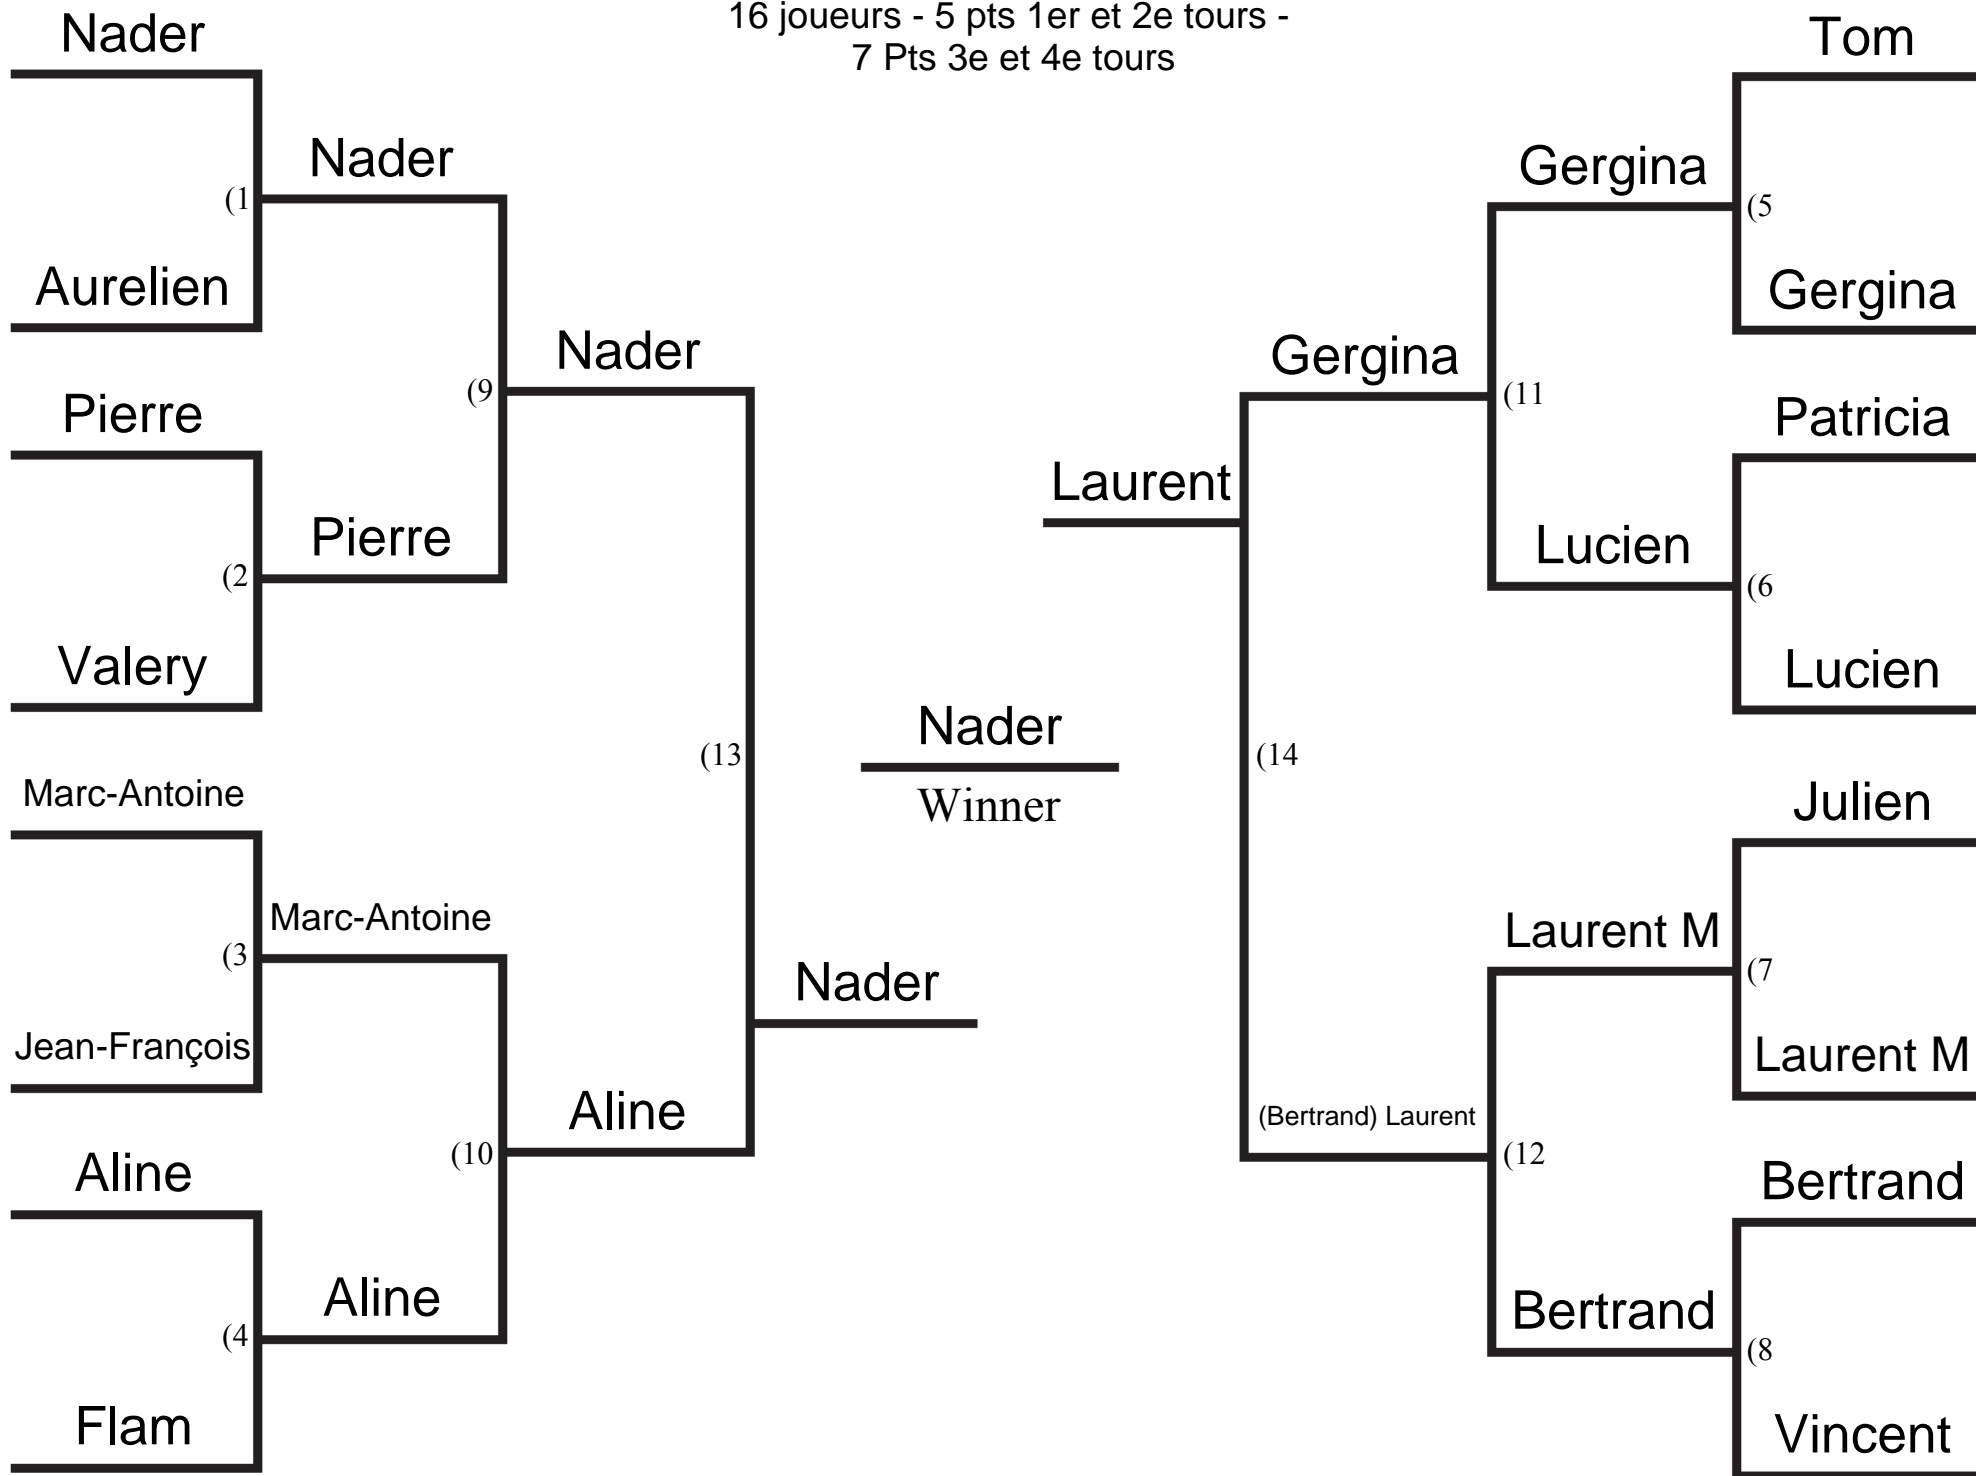 16 joueurs - 5 pts 1er et 2e tours -
7 Pts 3e et 4e tours
Nader
Nader
(1
Aurelien
Nader
(9
Pierre
Pierre
(2
Valery
(13
Marc-Antoine
Marc-Antoine
(3
Jean-François
Nader
Aline
(10
Aline
Aline
(4
Flam
Nader
Winner
Tom
Gergina
(5
Gergina
Gergina
(11
Patricia
Laurent
Lucien
(6
Lucien
(14
Julien
Laurent M
(7
Laurent M
(Bertrand) Laurent
(12
Bertrand
Bertrand
(8
Vincent